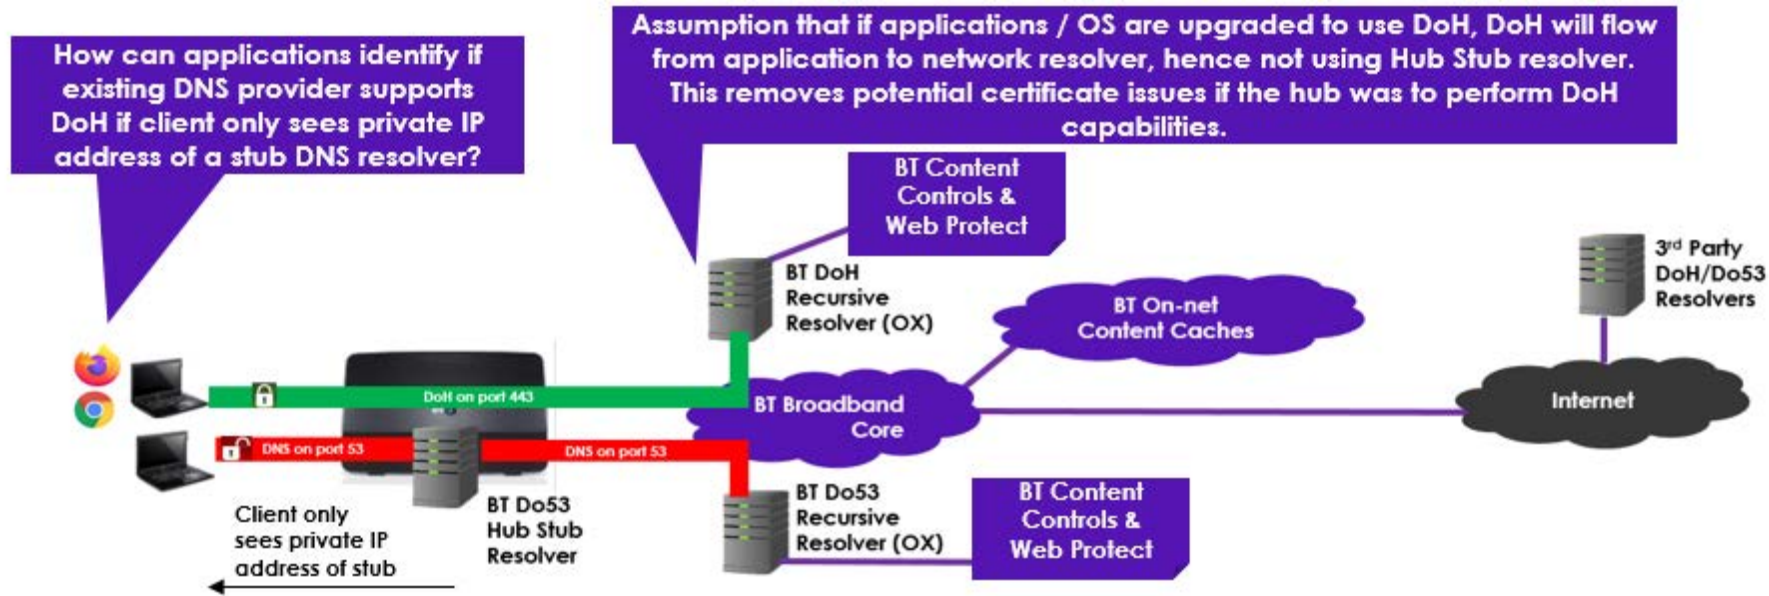 How can applications identify if
existing DNS provider supports
DoH if client only sees private IP
address of a stub DNS resolver?
Assumption that if applications / OS are upgraded to use DoH, DoH will flow
from application to network resolver, hence not using Hub Stub resolver.
This removes potential certificate issues if the hub was to perform DoH
capabilities.
BT Content
Controls &
Web Protect
BT DoH
Recursive
Resolver (OX)
BT On-net
Content Caches
3rd Party
DoH/Do53
Resolvers
DoH on port 443
BT Broadband
Core
Internet
DNS on port 53
DNS on port 53
Client only
sees private IP
address of stub
BT Do53
Hub Stub
Resolver
BT Do53
Recursive
Resolver (OX)
BT Content
Controls &
Web Protect